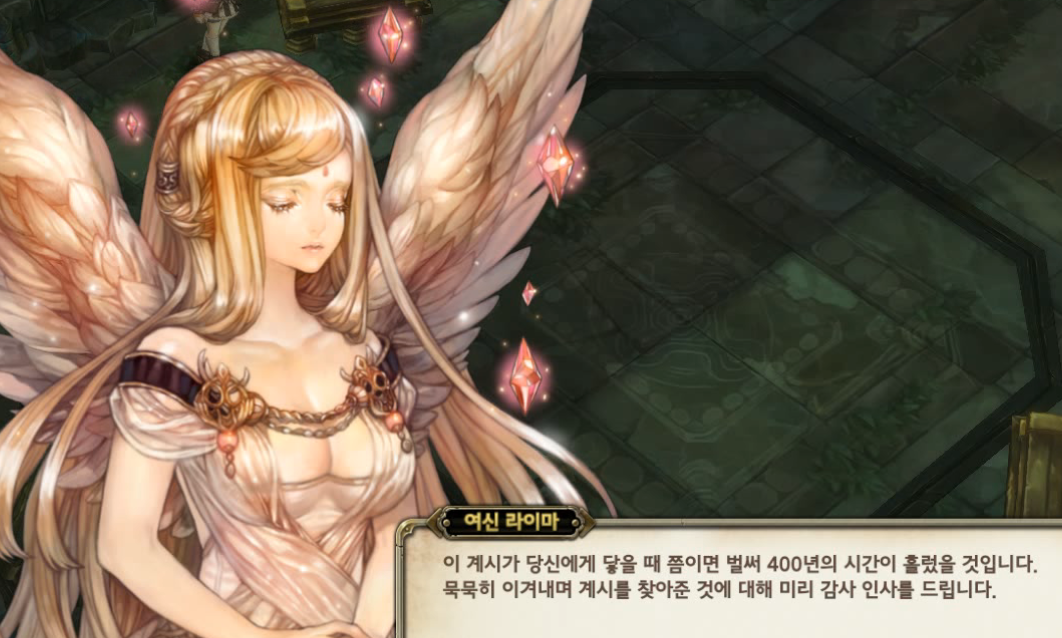 여신 라이마
이 계시가 당신에게 닿을 때 쯤이면 벌써 400년의 시간이 흘렀을 것입니다.
묵묵히 이겨내며 계시를 찾아준 것에 대해 미리 감사 인사를 드립니다.